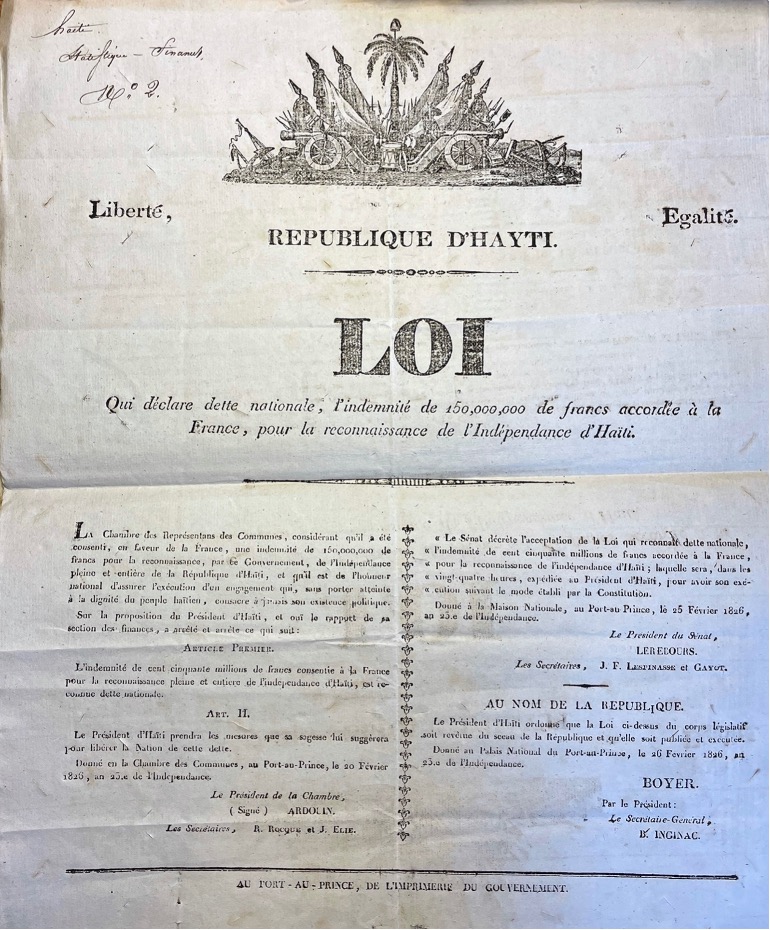 haïti
Statistique - Finances,
N.º 2.
Liberté,
Egalité.
REPUBLIQUE D'HAYTI.
LOI
Qui déclare dette nationale, l'indemnité de 150,000,000 de francs accordée à la
France, pour la reconnaissance de l'Indépendance d'Haïti.
LA Chambre des Représentans des Communes, considérant qu'il a été
consenti, en faveur de la France, une indemnité de 150,000,000 de
francs pour la reconnaissance, par ce Gouvernement, de l'Indépendance
pleine et entière de la République d'Haïti, et qu'il est de l'honneur
national d'assurer l'exécution d'un engagement qui, sans porter atteinte
à la dignité du peuple haïtien, consacre à jamais son existence politique.
Sur la proposition du Président d'Haïti, et ouï le rapport de sa
section des finances, a arrêté et arrête ce qui suit:
ARTICLE PREMIER.
L'indemnité de cent cinquante millions de francs consentie à la France
pour la reconnaissance pleine et entière de l'indépendance d'Haïti, est re-
connue dette nationale.
ART. II.
Le Président d'Haïti prendra les mesures que sa sagesse lui suggérera
pour libérer la Nation de cette dette.
Donné en la Chambre des Communes, au Port-au-Prince, le 20 Février
1826, an 23.e de l'Indépendance.
Le Président de la Chambre,
(Signé) ARDOUIN.
Les Secrétaires, R. ROCQUE et J. ELIE.
« Le Sénat décrète l'acceptation de la Loi qui reconnaît dette nationale,
« l'indemnité de cent cinquante millions de francs accordée à la France,
« pour la reconnaissance de l'indépendance d'Haïti; laquelle sera, dans les
« vingt-quatre heures, expédiée au Président d'Haïti, pour avoir son exé-
« cution suivant le mode établi par la Constitution.
Donné à la Maison Nationale, au Port-au-Prince, le 25 Février 1826,
an 23.e de l'Indépendance.
Le Président du Sénat,
LEREBOURS.
Les Secrétaires, J. F. LESPINASSE et GAYOT.
AU NOM DE LA REPUBLIQUE.
Le Président d'Haïti ordonne que la Loi ci-dessus du corps législatif
soit revêtue du sceau de la République et qu'elle soit publiée et exécutée.
Donné au Palais National du Port-au-Prince, le 26 Février 1826, an
23.e de l'Indépendance.
BOYER.
Par le Président:
Le Secrétaire-Général,
B. INGINAC.
AU PORT-AU-PRINCE, DE L'IMPRIMERIE DU GOUVERNEMENT.